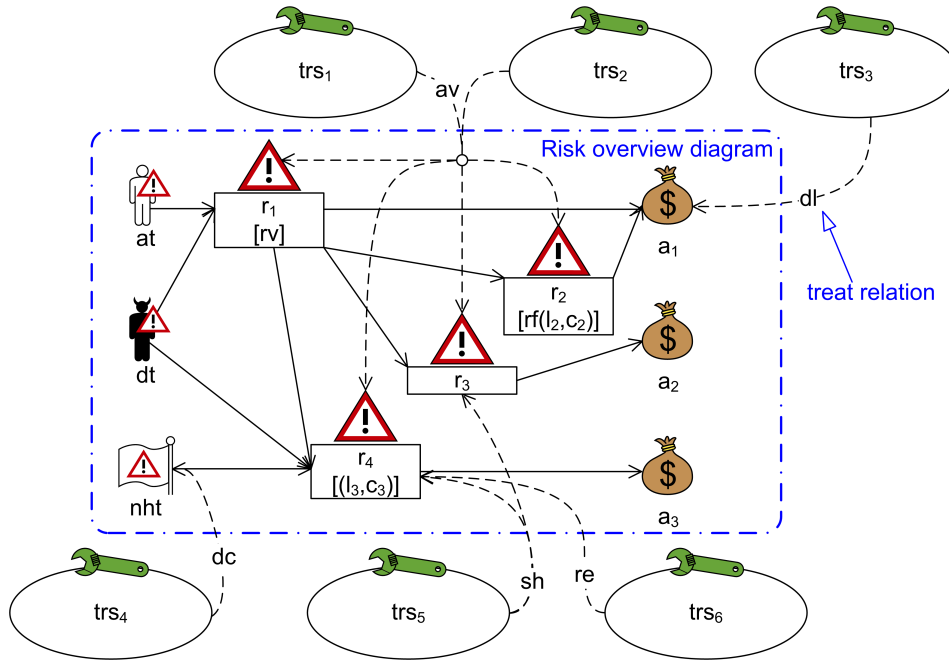 trs₁
trs₂
trs₃
av
Risk overview diagram
at
r₁
[rv]
$
a₁
dl
treat relation
r₂
[rf(l₂,c₂)]
dt
r₃
$
a₂
nht
r₄
[(l₃,c₃)]
$
a₃
dc
sh
re
trs₄
trs₅
trs₆